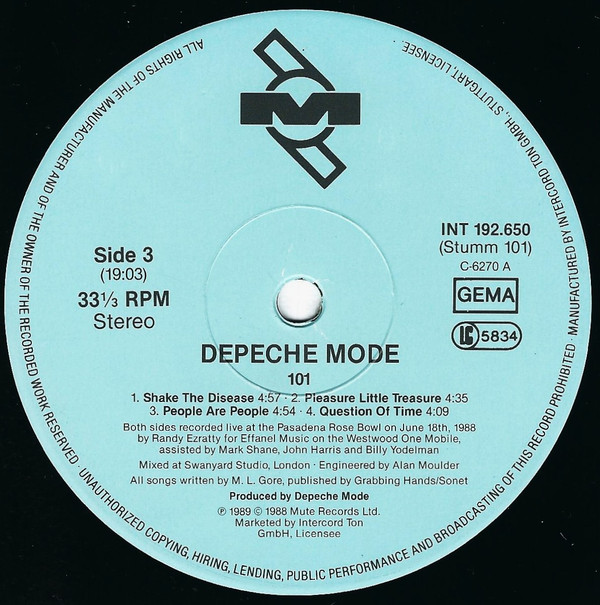 M
Side 3
(19:03)
33⅓ RPM
Stereo
INT 192.650
(Stumm 101)
C-6270 A
GEMA
LC 5834
DEPECHE MODE
101
1. Shake The Disease 4:57 · 2. Pleasure Little Treasure 4:35
3. People Are People 4:54 · 4. Question Of Time 4:09
Both sides recorded live at the Pasadena Rose Bowl on June 18th, 1988
by Randy Ezratty for Effanel Music on the Westwood One Mobile,
assisted by Mark Shane, John Harris and Billy Yodelman
Mixed at Swanyard Studio, London · Engineered by Alan Moulder
All songs written by M. L. Gore, published by Grabbing Hands/Sonet
Produced by Depeche Mode
℗ 1989 © 1988 Mute Records Ltd.
Marketed by Intercord Ton
GmbH, Licensee
ALL RIGHTS OF THE MANUFACTURER AND OF THE OWNER OF THE RECORDED WORK RESERVED · UNAUTHORIZED COPYING, HIRING, LENDING, PUBLIC PERFORMANCE AND BROADCASTING OF THIS RECORD PROHIBITED · MANUFACTURED BY INTERCORD TON GMBH., STUTTGART, LICENSEE.